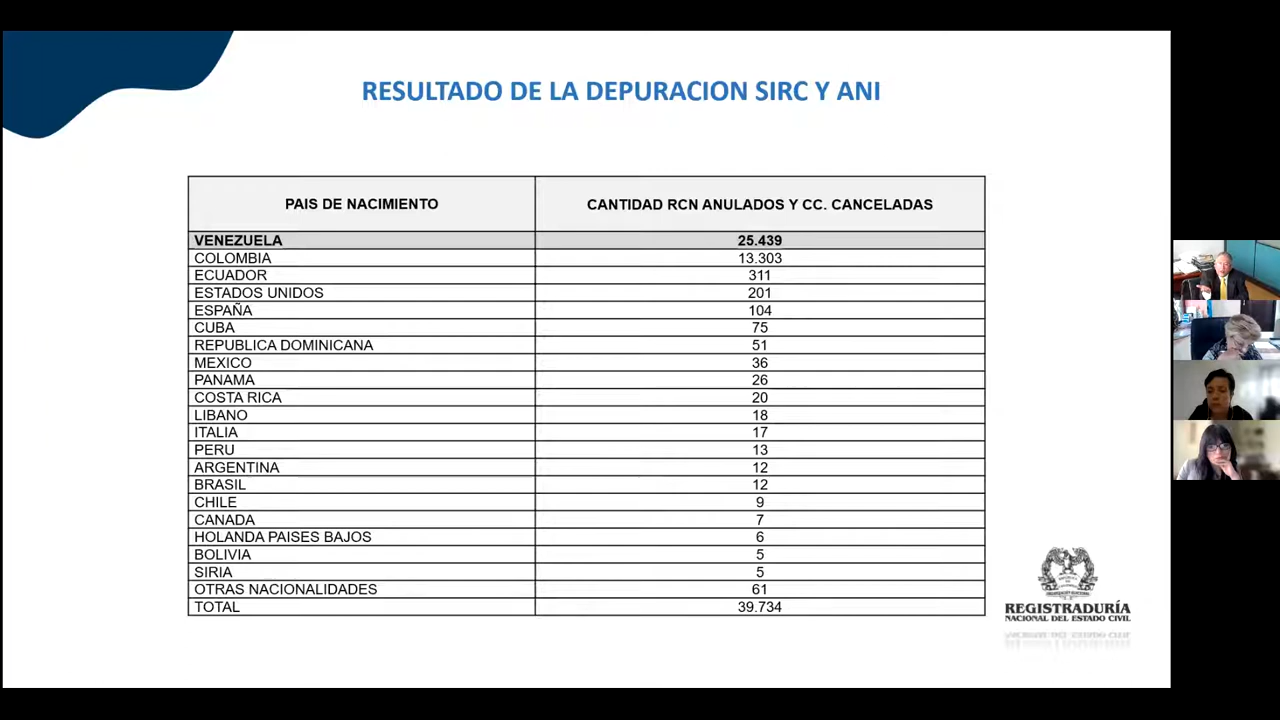 RESULTADO DE LA DEPURACION SIRC Y ANI
PAIS DE NACIMIENTO CANTIDAD RCN ANULADOS Y CC. CANCELADAS
VENEZUELA 25.439
COLOMBIA 13.303
ECUADOR 311
ESTADOS UNIDOS 201
ESPAÑA 104
CUBA 75
REPUBLICA DOMINICANA 51
MEXICO 36
PANAMA 26
COSTA RICA 20
LIBANO 18
ITALIA 17
PERU 13
ARGENTINA 12
BRASIL 12
CHILE 9
CANADA 7
HOLANDA PAISES BAJOS 6
BOLIVIA 5
SIRIA 5
OTRAS NACIONALIDADES 61
TOTAL 39.734
REGISTRADURÍA
NACIONAL DEL ESTADO CIVIL